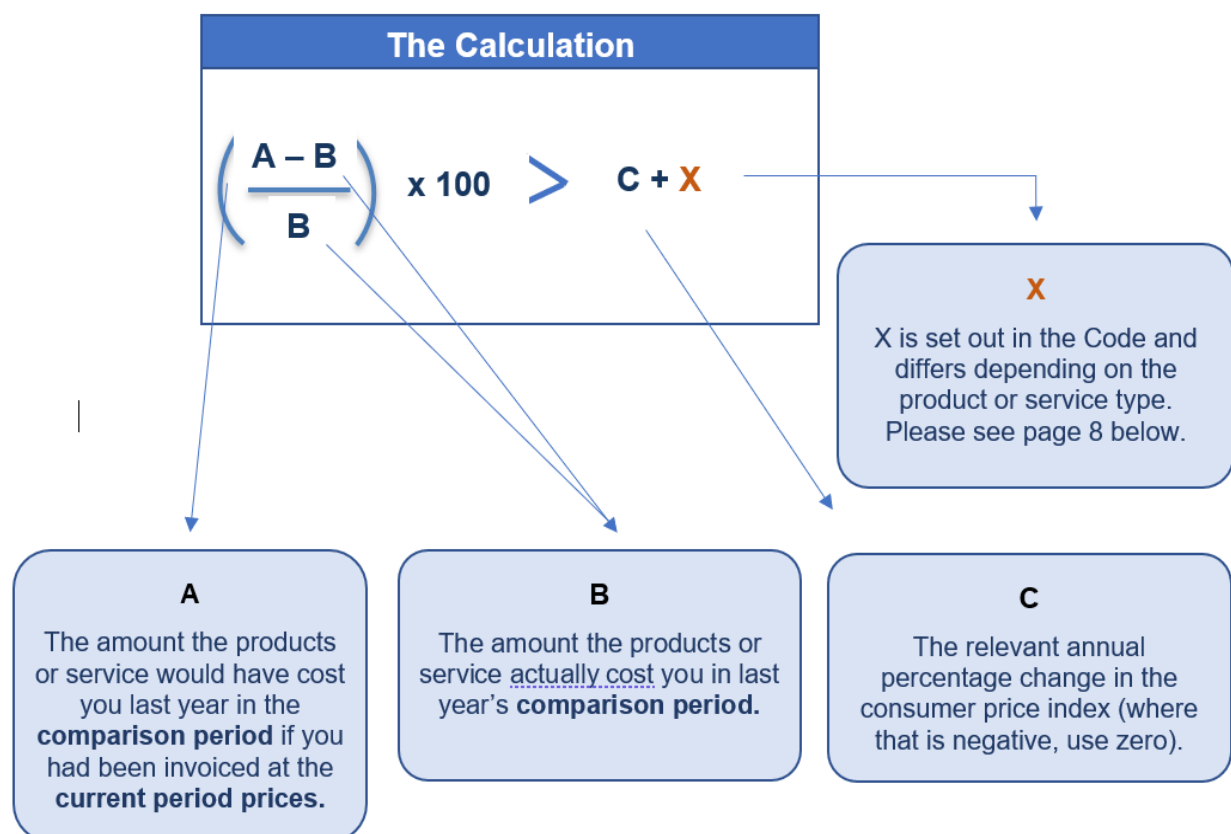 The Calculation
A – B
B
x 100
>
C + X
X
X is set out in the Code and
differs depending on the
product or service type.
Please see page 8 below.
A
The amount the products
or service would have cost
you last year in the
comparison period if you
had been invoiced at the
current period prices.
B
The amount the products or
service actually cost you in last
year’s comparison period.
C
The relevant annual
percentage change in the
consumer price index (where
that is negative, use zero).